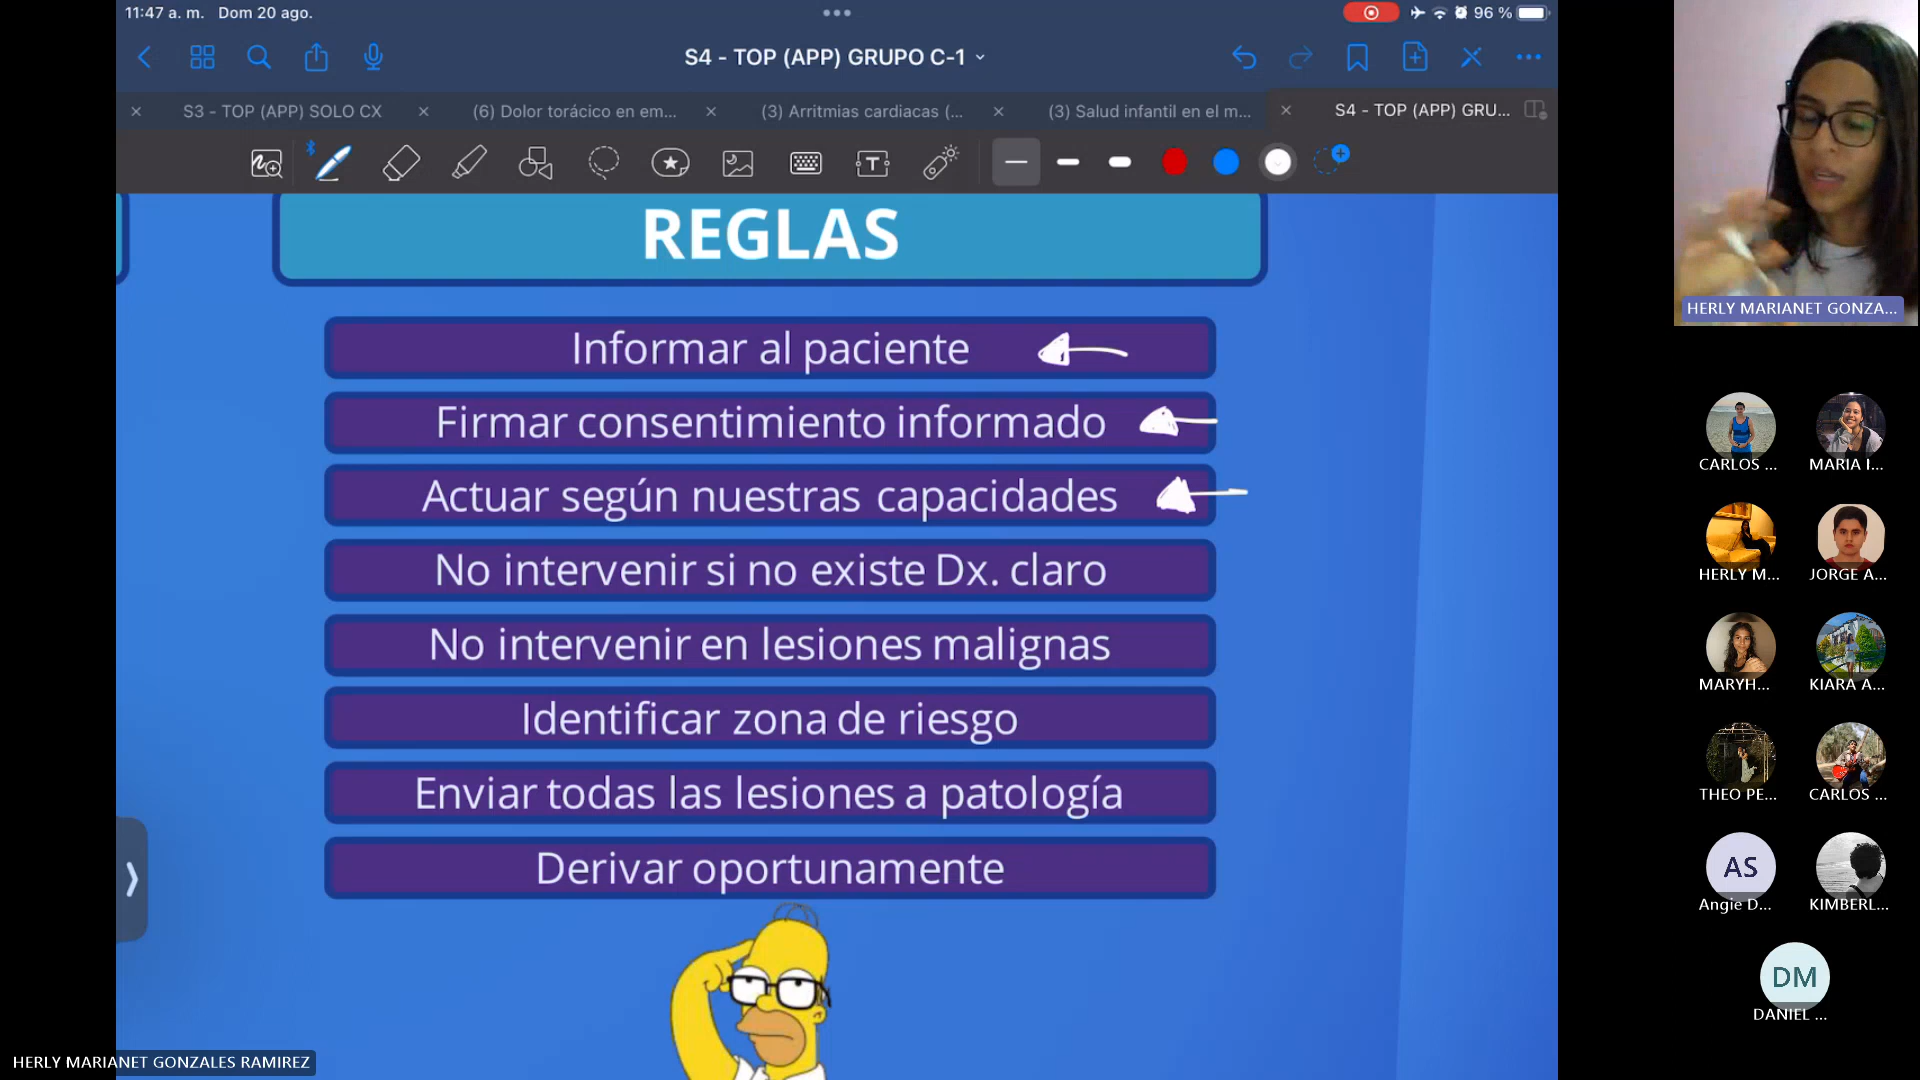 11:47 a. m. Dom 20 ago.
96 %
S4 - TOP (APP) GRUPO C-1
S3 - TOP (APP) SOLO CX
(6) Dolor torácico en em...
(3) Arritmias cardiacas (...
(3) Salud infantil en el m...
S4 - TOP (APP) GRU...
REGLAS
Informar al paciente
Firmar consentimiento informado
Actuar según nuestras capacidades
No intervenir si no existe Dx. claro
No intervenir en lesiones malignas
Identificar zona de riesgo
Enviar todas las lesiones a patología
Derivar oportunamente
HERLY MARIANET GONZALES RAMIREZ
HERLY MARIANET GONZA...
CARLOS ...
MARIA I...
HERLY M...
JORGE A...
MARYH...
KIARA A...
THEO PE...
CARLOS ...
AS
Angie D...
KIMBERL...
DM
DANIEL ...